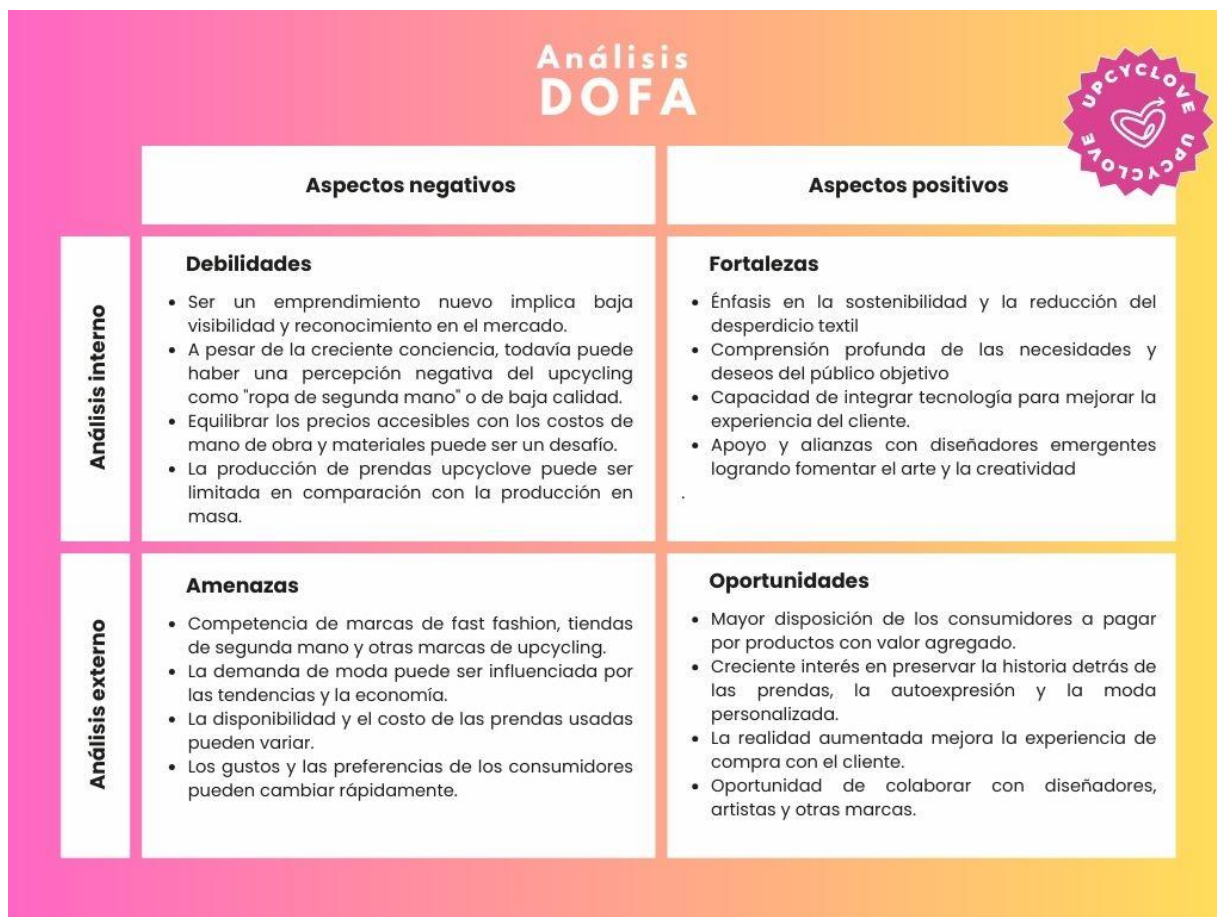 Análisis
DOFA
UPCYCLOVE UPCYCLOVE
Aspectos negativos
Aspectos positivos
Análisis interno
Debilidades
• Ser un emprendimiento nuevo implica baja
visibilidad y reconocimiento en el mercado.
• A pesar de la creciente conciencia, todavía puede
haber una percepción negativa del upcycling
como "ropa de segunda mano" o de baja calidad.
• Equilibrar los precios accesibles con los costos de
mano de obra y materiales puede ser un desafío.
• La producción de prendas upcyclove puede ser
limitada en comparación con la producción en
masa.
Fortalezas
• Énfasis en la sostenibilidad y la reducción del
desperdicio textil
• Comprensión profunda de las necesidades y
deseos del público objetivo
• Capacidad de integrar tecnología para mejorar la
experiencia del cliente.
• Apoyo y alianzas con diseñadores emergentes
logrando fomentar el arte y la creatividad
.
Análisis externo
Amenazas
• Competencia de marcas de fast fashion, tiendas
de segunda mano y otras marcas de upcycling.
• La demanda de moda puede ser influenciada por
las tendencias y la economía.
• La disponibilidad y el costo de las prendas usadas
pueden variar.
• Los gustos y las preferencias de los consumidores
pueden cambiar rápidamente.
Oportunidades
• Mayor disposición de los consumidores a pagar
por productos con valor agregado.
• Creciente interés en preservar la historia detrás de
las prendas, la autoexpresión y la moda
personalizada.
• La realidad aumentada mejora la experiencia de
compra con el cliente.
• Oportunidad de colaborar con diseñadores,
artistas y otras marcas.